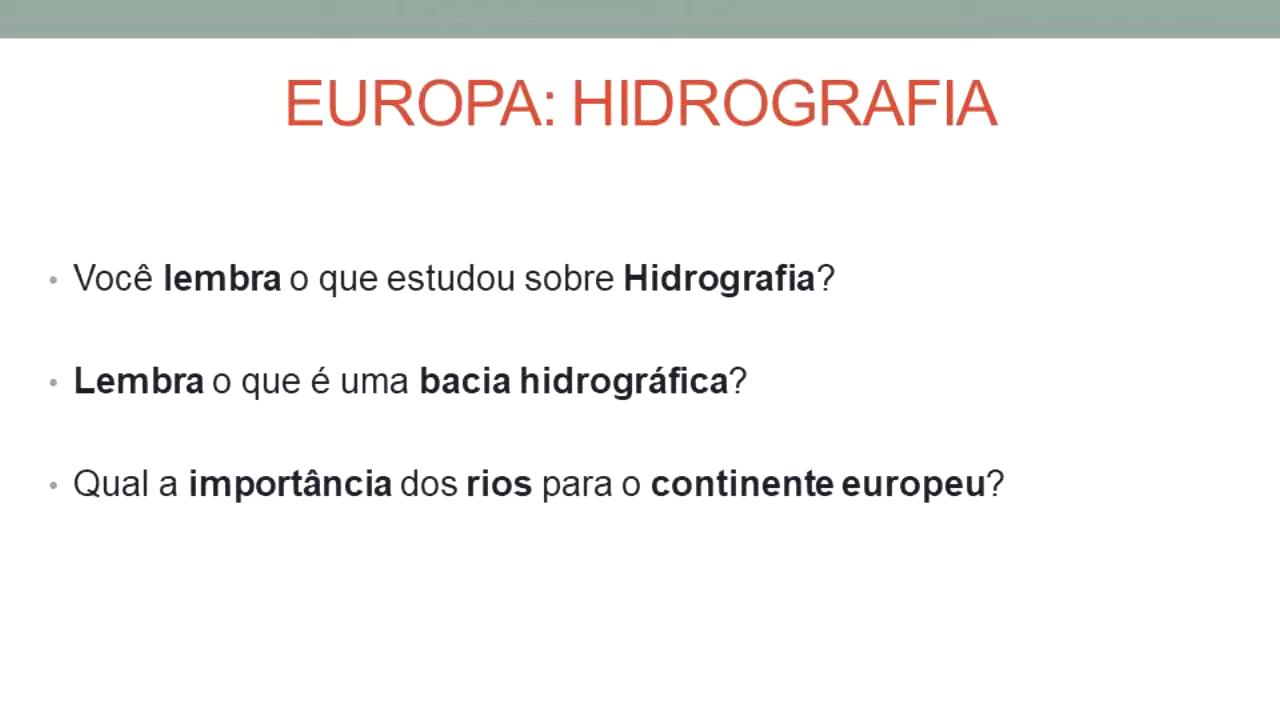 EUROPA: HIDROGRAFIA
• Você lembra o que estudou sobre Hidrografia?
• Lembra o que é uma bacia hidrográfica?
• Qual a importância dos rios para o continente europeu?